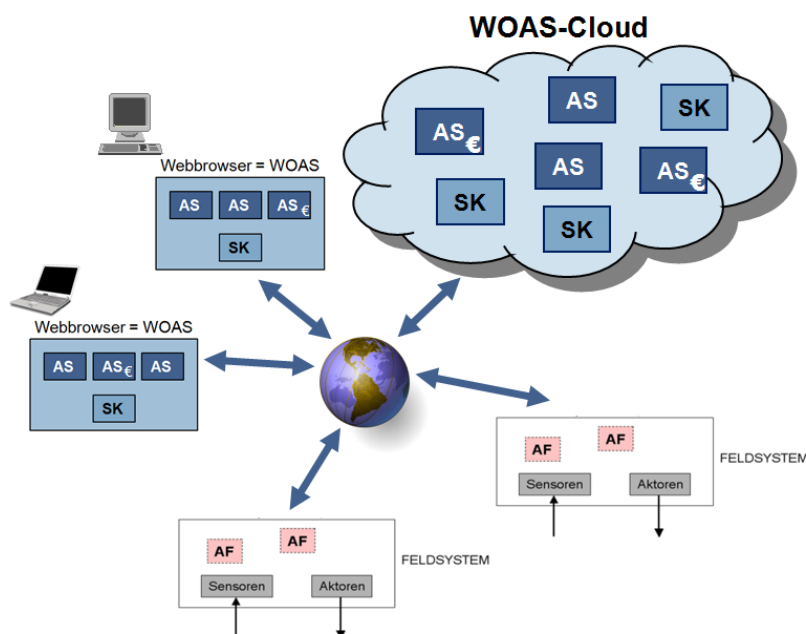 WOAS-Cloud
AS
SK
AS€
AS
AS€
SK
SK
Webbrowser = WOAS
AS AS AS€
SK
Webbrowser = WOAS
AS AS€ AS
SK
AF AF
FELDSYSTEM
Sensoren Aktoren
AF AF
FELDSYSTEM
Sensoren Aktoren